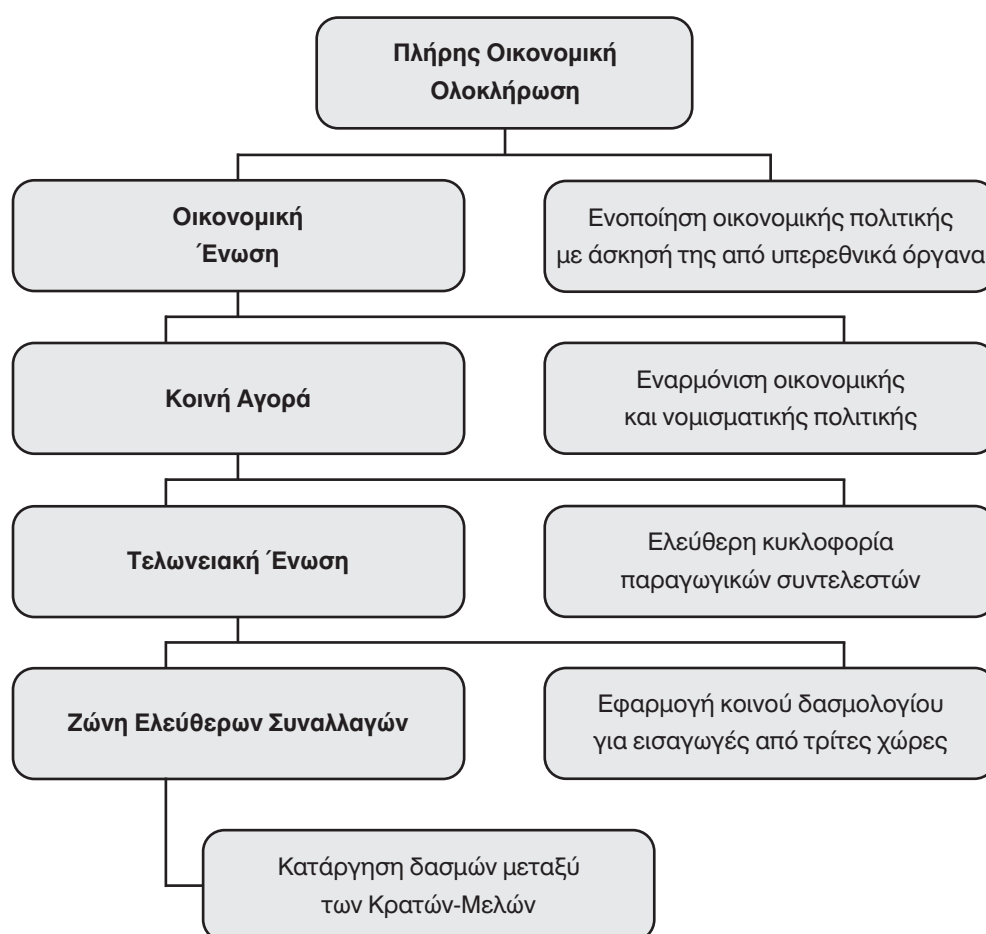 Πλήρης Οικονομική
Ολοκλήρωση
Οικονομική
Ένωση
Ενοποίηση οικονομικής πολιτικής
με άσκησή της από υπερεθνικά όργανα
Κοινή Αγορά
Εναρμόνιση οικονομικής
και νομισματικής πολιτικής
Τελωνειακή Ένωση
Ελεύθερη κυκλοφορία
παραγωγικών συντελεστών
Ζώνη Ελεύθερων Συναλλαγών
Εφαρμογή κοινού δασμολογίου
για εισαγωγές από τρίτες χώρες
Κατάργηση δασμών μεταξύ
των Κρατών-Μελών